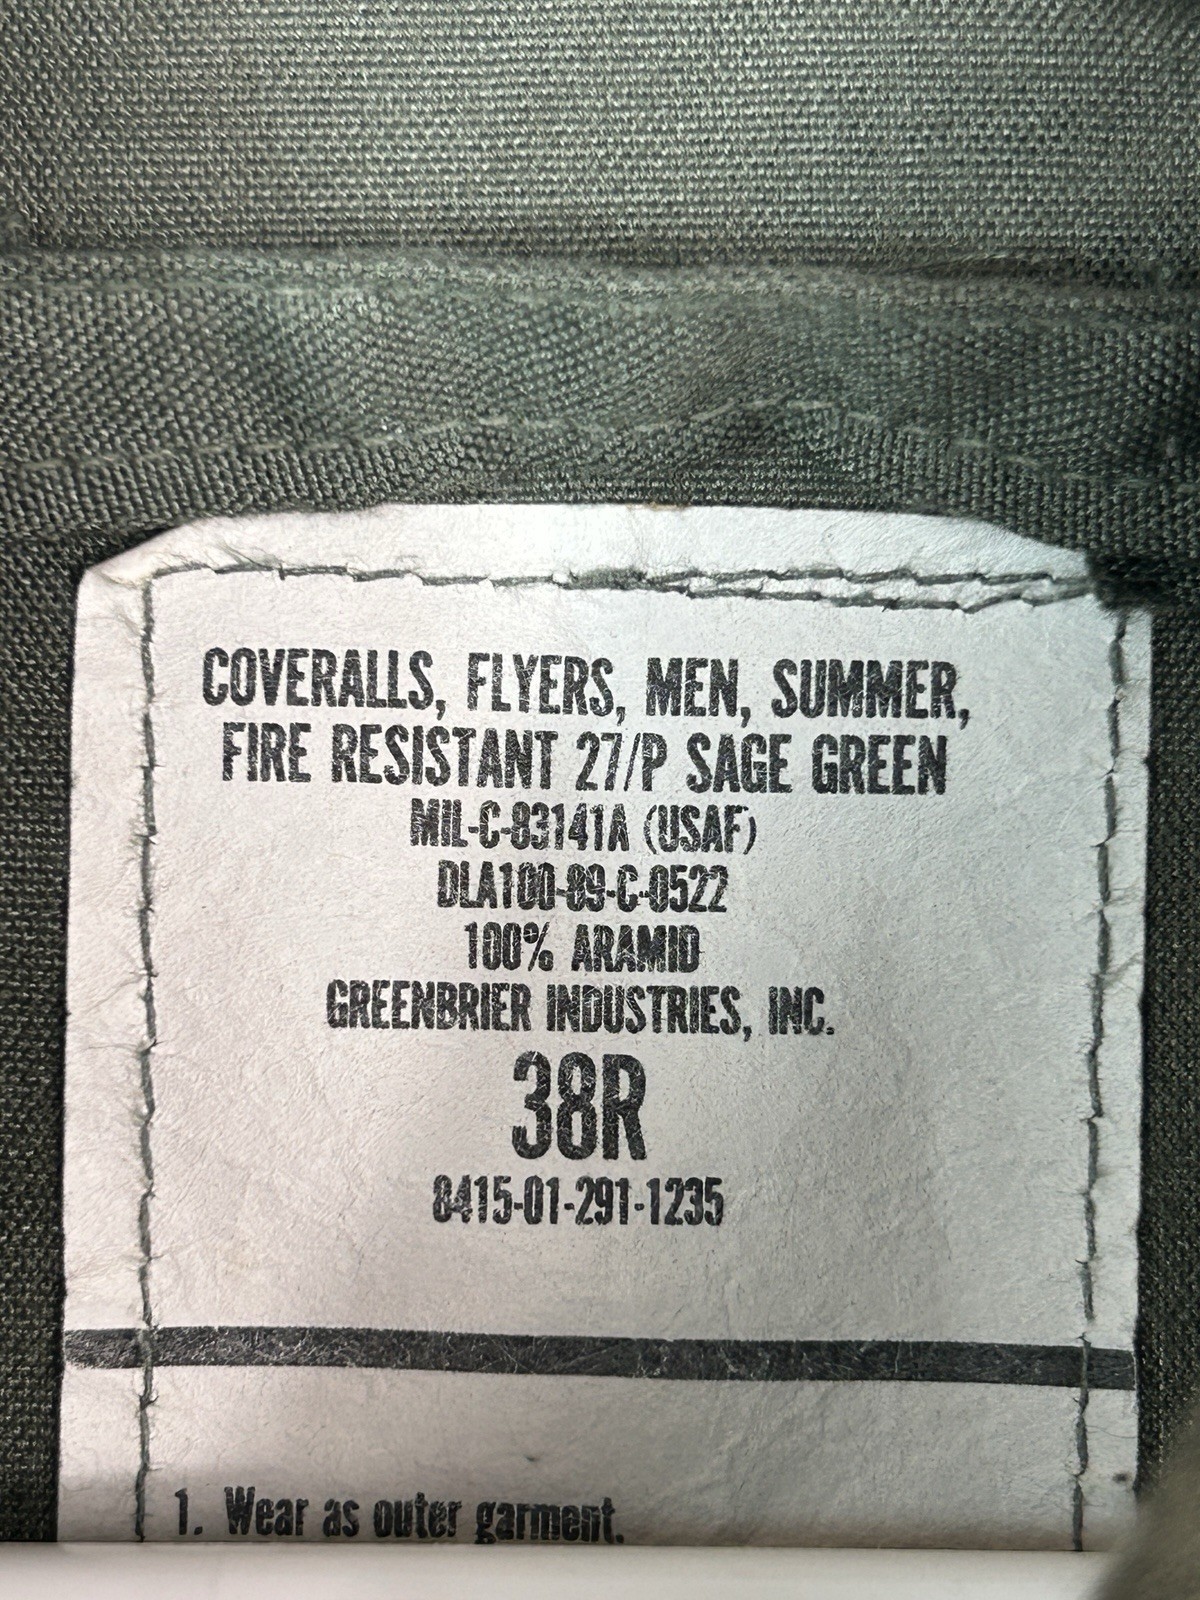 COVERALLS, FLYERS, MEN, SUMMER,
FIRE RESISTANT 27/P SAGE GREEN
MIL-C-83141A (USAF)
DLA100-89-C-0522
100% ARAMID
GREENBRIER INDUSTRIES, INC.
38R
8415-01-291-1235
1. Wear as outer garment.